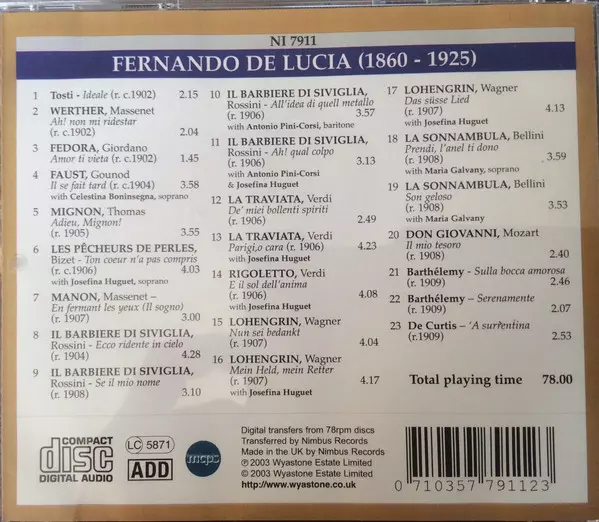 NI 7911
FERNANDO DE LUCIA (1860 - 1925)
1 Tosti - Ideale (r. c.1902) 2.15
2 WERTHER, Massenet
Ah! non mi ridestar
(r. c.1902) 2.04
3 FEDORA, Giordano
Amor ti vieta (r. c.1902) 1.45
4 FAUST, Gounod
Il se fait tard (r. c.1904) 3.58
with Celestina Boninsegna, soprano
5 MIGNON, Thomas
Adieu, Mignon!
(r. 1905) 3.55
6 LES PÊCHEURS DE PERLES,
Bizet - Ton coeur n'a pas compris
(r. c.1906) 4.03
with Josefina Huguet, soprano
7 MANON, Massenet –
En fermant les yeux (Il sogno)
(r. 1907) 3.00
8 IL BARBIERE DI SIVIGLIA,
Rossini - Ecco ridente in cielo
(r. 1904) 4.28
9 IL BARBIERE DI SIVIGLIA,
Rossini - Se il mio nome
(r. 1908) 3.10
10 IL BARBIERE DI SIVIGLIA,
Rossini - All'idea di quell metallo
(r. 1906) 3.57
with Antonio Pini-Corsi, baritone
11 IL BARBIERE DI SIVIGLIA,
Rossini - Ah! qual colpo
(r. 1906) 3.13
with Antonio Pini-Corsi
& Josefina Huguet
12 LA TRAVIATA, Verdi
De' miei bollenti spiriti
(r. 1906) 2.49
13 LA TRAVIATA, Verdi
Parigi,o cara (r. 1906) 4.23
with Josefina Huguet
14 RIGOLETTO, Verdi
E il sol dell'anima
(r. 1906) 4.08
with Josefina Huguet
15 LOHENGRIN, Wagner
Nun sei bedankt
(r. 1907) 4.04
16 LOHENGRIN, Wagner
Mein Held, mein Retter
(r. 1907) 4.17
with Josefina Huguet
17 LOHENGRIN, Wagner
Das süsse Lied
(r. 1907) 4.13
with Josefina Huguet
18 LA SONNAMBULA, Bellini
Prendi, l'anel ti dono
(r. 1908) 3.59
with Maria Galvany, soprano
19 LA SONNAMBULA, Bellini
Son geloso
(r. 1908) 3.53
with Maria Galvany
20 DON GIOVANNI, Mozart
Il mio tesoro
(r. 1908) 2.40
21 Barthélemy - Sulla bocca amorosa
(r. 1909) 2.46
22 Barthélemy – Serenamente
(r. 1909) 2.07
23 De Curtis – 'A surrentina
(r.1909) 2.53
Total playing time 78.00
COMPACT
disc
DIGITAL AUDIO
LC 5871
ADD
mcps
Digital transfers from 78rpm discs
Transferred by Nimbus Records
Made in the UK by Nimbus Records
℗ 2003 Wyastone Estate Limited
© 2003 Wyastone Estate Limited
http://www.wyastone.co.uk
0 710357 791123